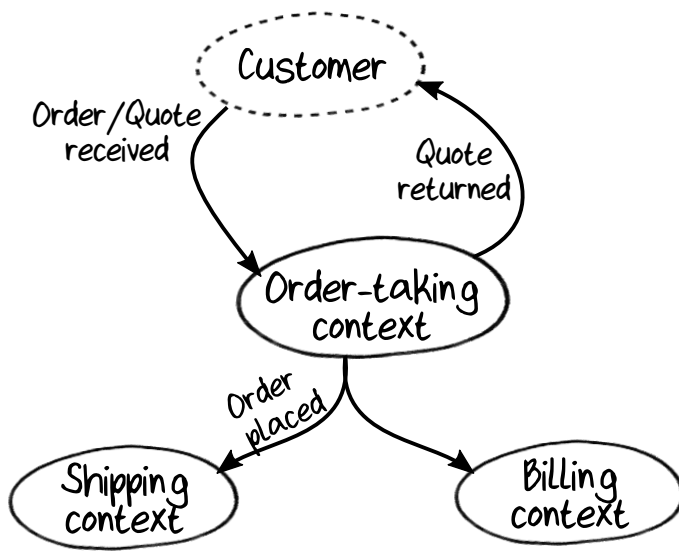 Customer
Order/Quote
received
Quote
returned
Order-taking
context
Order
placed
Shipping
context
Billing
context